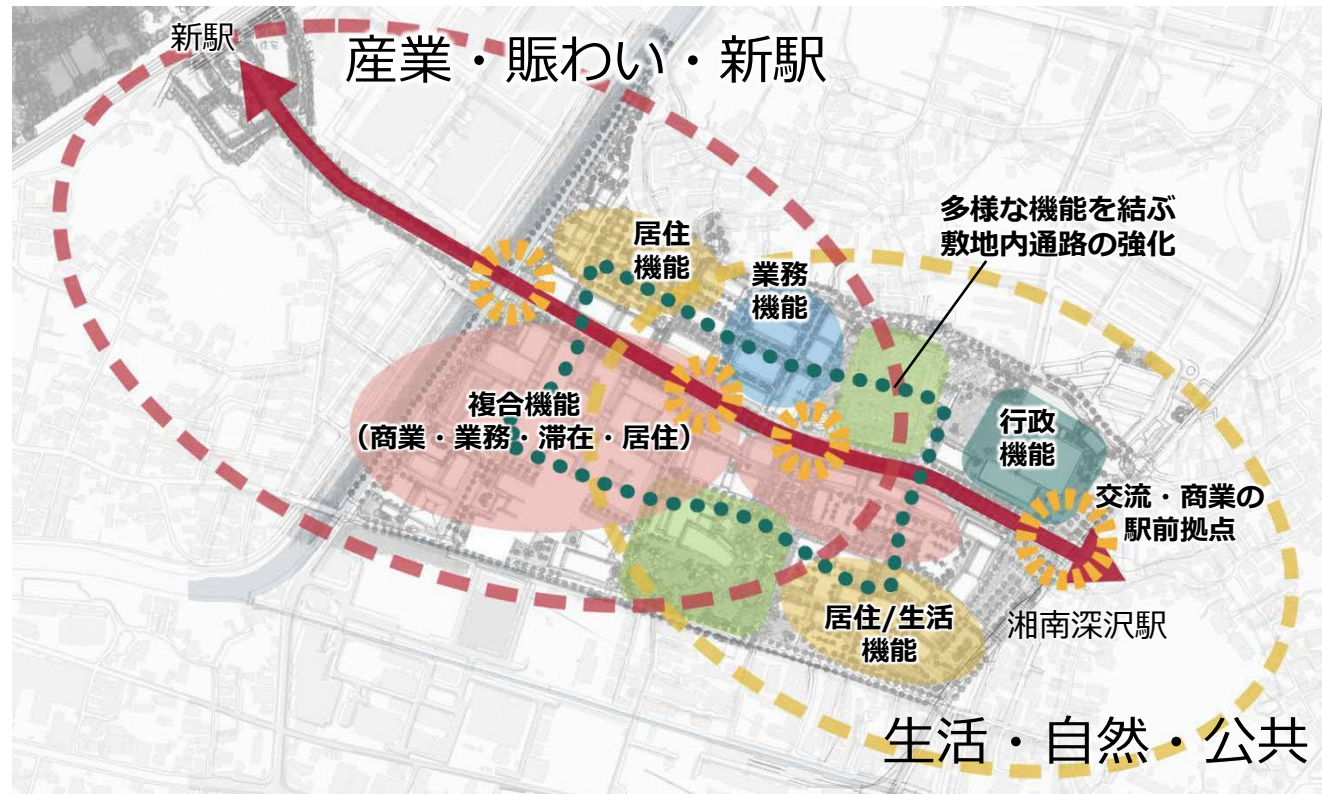 新駅
産業・賑わい・新駅
多様な機能を結ぶ
敷地内通路の強化
居住
機能
業務
機能
複合機能
（商業・業務・滞在・居住）
行政
機能
交流・商業の
駅前拠点
居住/生活
機能
湘南深沢駅
生活・自然・公共